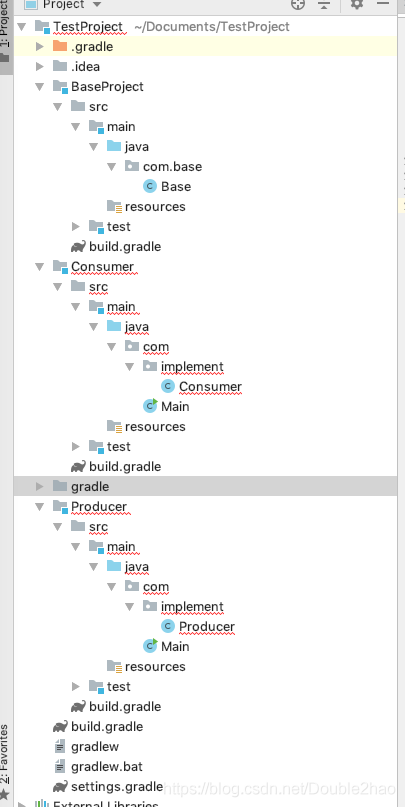 Project
1: Project
TestProject ~/Documents/TestProject
.gradle
.idea
BaseProject
src
main
java
com.base
Base
resources
test
build.gradle
Consumer
src
main
java
com
implement
Consumer
Main
resources
test
build.gradle
gradle
Producer
src
main
java
com
implement
Producer
Main
resources
test
build.gradle
build.gradle
gradlew
gradlew.bat
settings.gradle
External Libraries
2: Favorites
https://blog.csdn.net/Double2hao